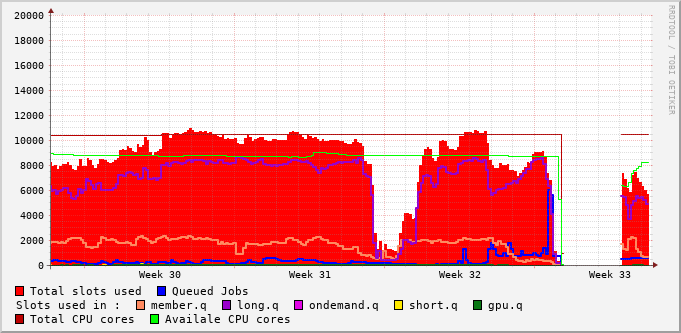 20000
18000
16000
14000
12000
10000
8000
6000
4000
2000
0
Week 30 Week 31 Week 32 Week 33
RRDTOOL / TOBI OETIKER
Total slots used Queued Jobs
Slots used in : member.q long.q ondemand.q short.q gpu.q
Total CPU cores Availale CPU cores